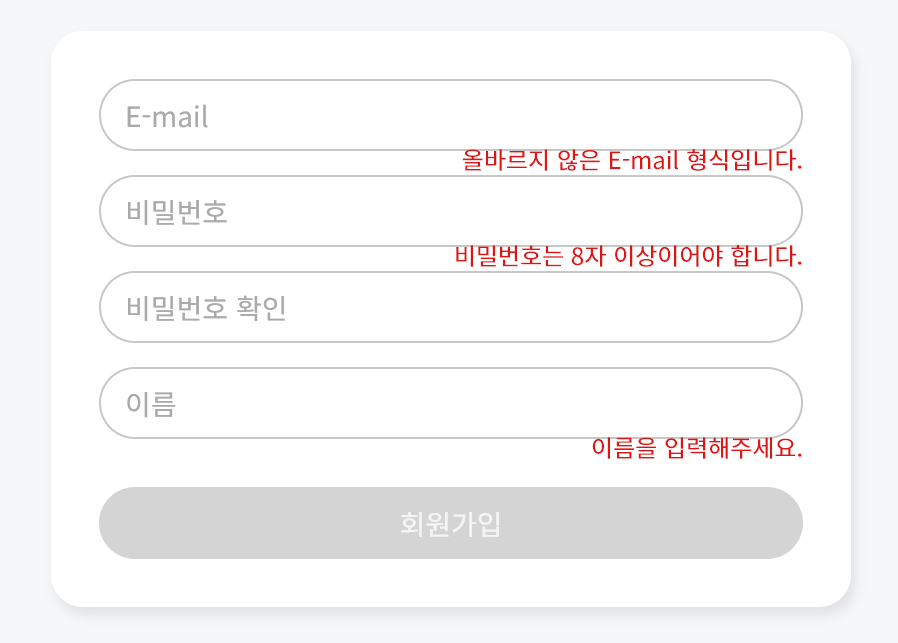 E-mail
올바르지 않은 E-mail 형식입니다.
비밀번호
비밀번호는 8자 이상이어야 합니다.
비밀번호 확인
이름
이름을 입력해주세요.
회원가입